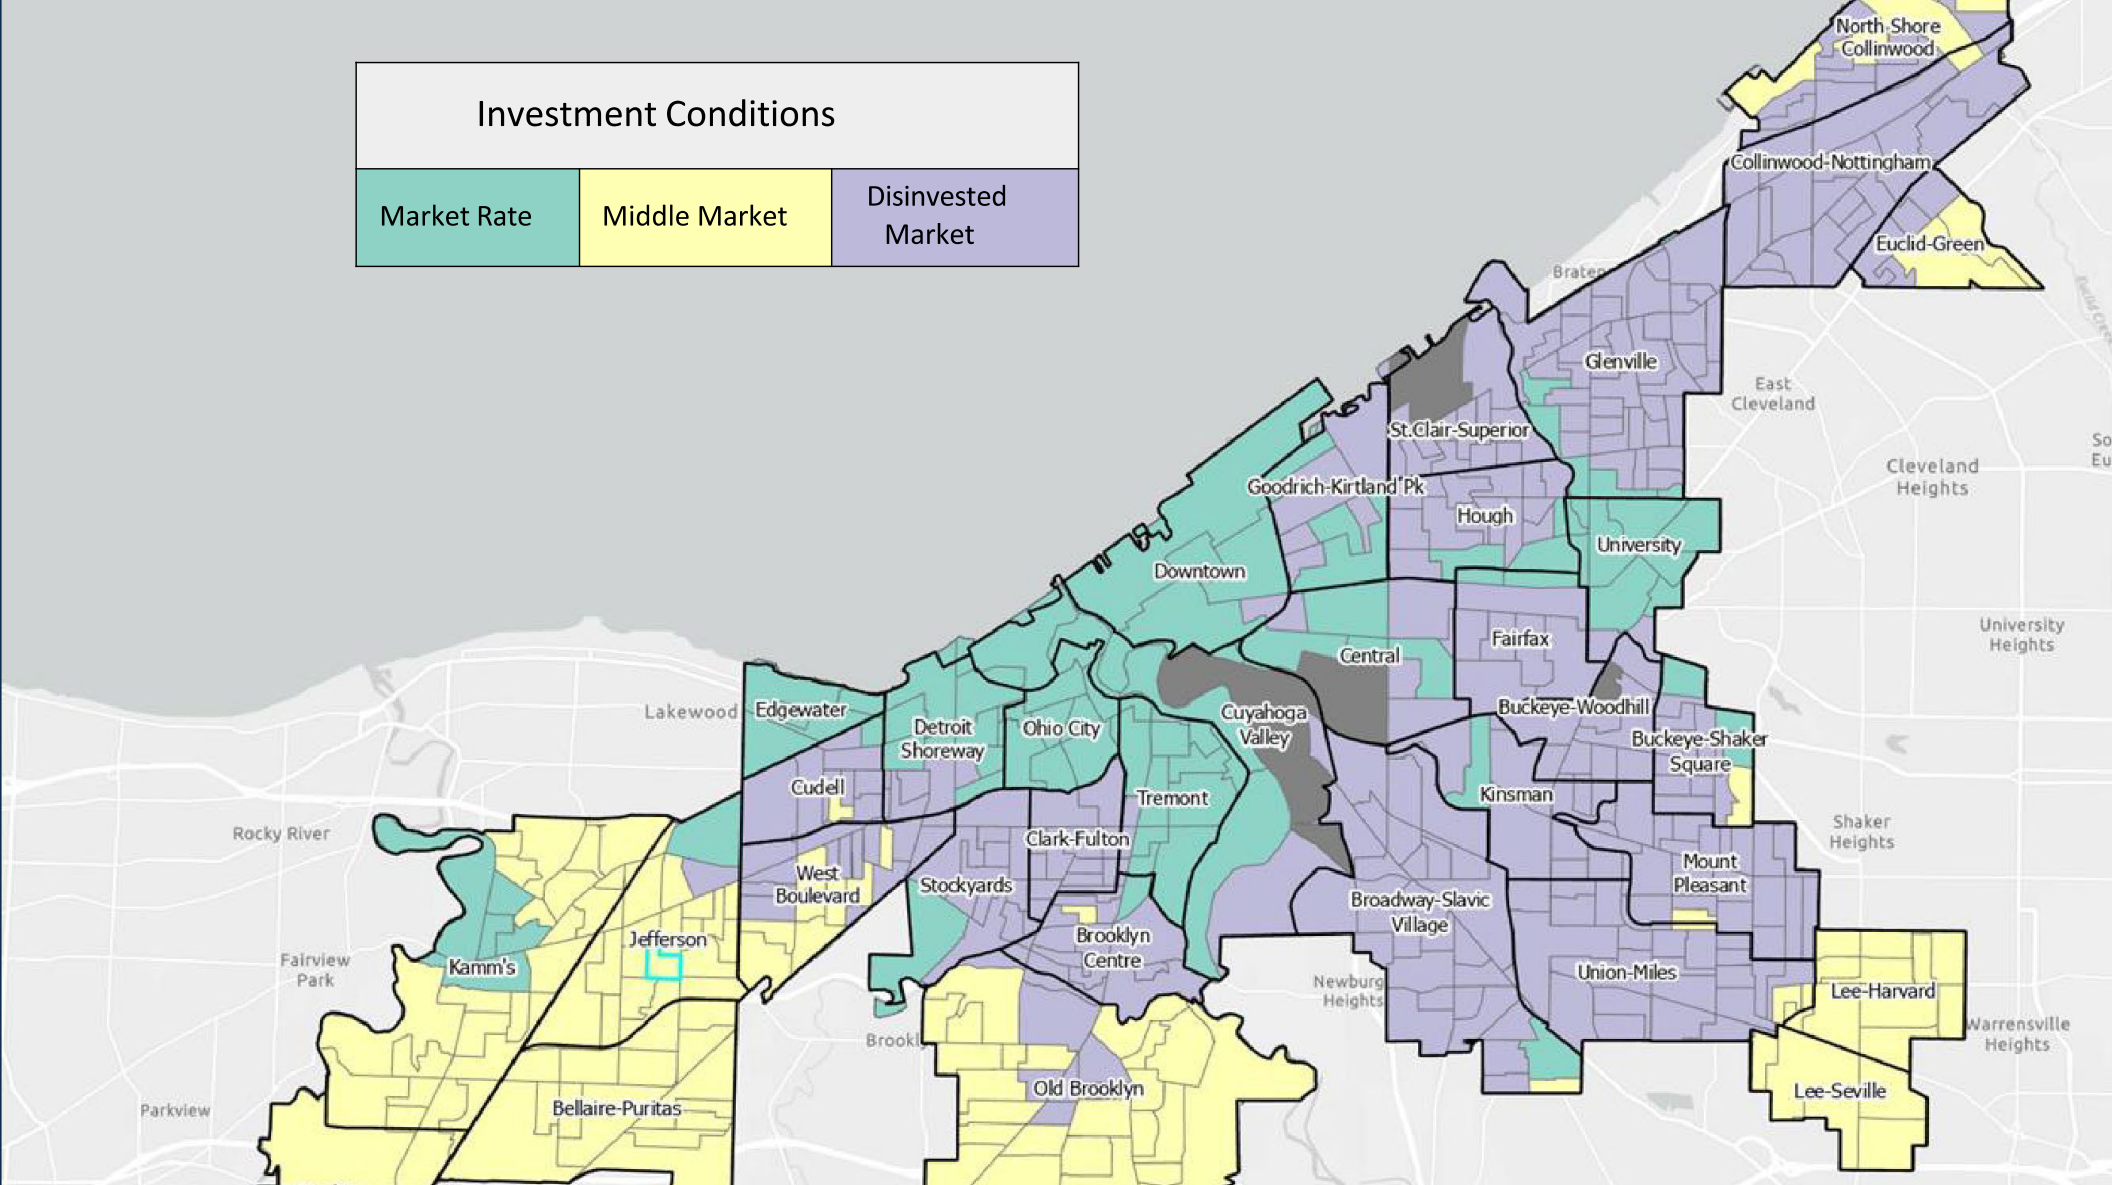 Investment Conditions
Market Rate
Middle Market
Disinvested
Market
North-Shore
Collinwood
Collinwood-Nottingham
Euclid-Green
Glenville
East
Cleveland
St.Clair-Superior
Cleveland
Heights
Goodrich-Kirtland Pk
Hough
University
Downtown
University
Heights
Fairfax
Central
Lakewood
Edgewater
Detroit
Shoreway
Ohio City
Cuyahoga
Valley
Buckeye-Woodhill
Buckeye-Shaker
Square
Cudell
Tremont
Kinsman
Rocky River
Clark-Fulton
Shaker
Heights
West
Boulevard
Stockyards
Mount
Pleasant
Broadway-Slavic
Village
Jefferson
Brooklyn
Centre
Fairview
Park
Kamm's
Union-Miles
Newburg
Heights
Lee-Harvard
Warrensville
Heights
Old Brooklyn
Lee-Seville
Parkview
Bellaire-Puritas